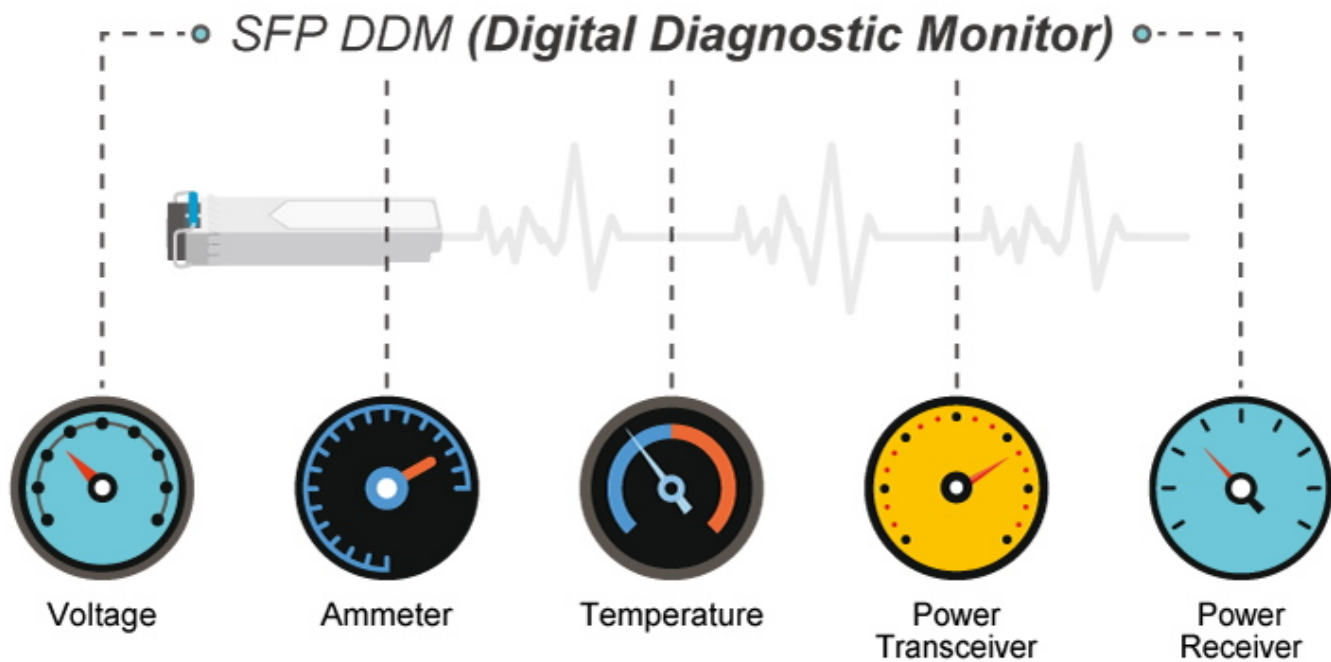 SFP DDM (Digital Diagnostic Monitor)
Voltage
Ammeter
Temperature
Power
Transceiver
Power
Receiver